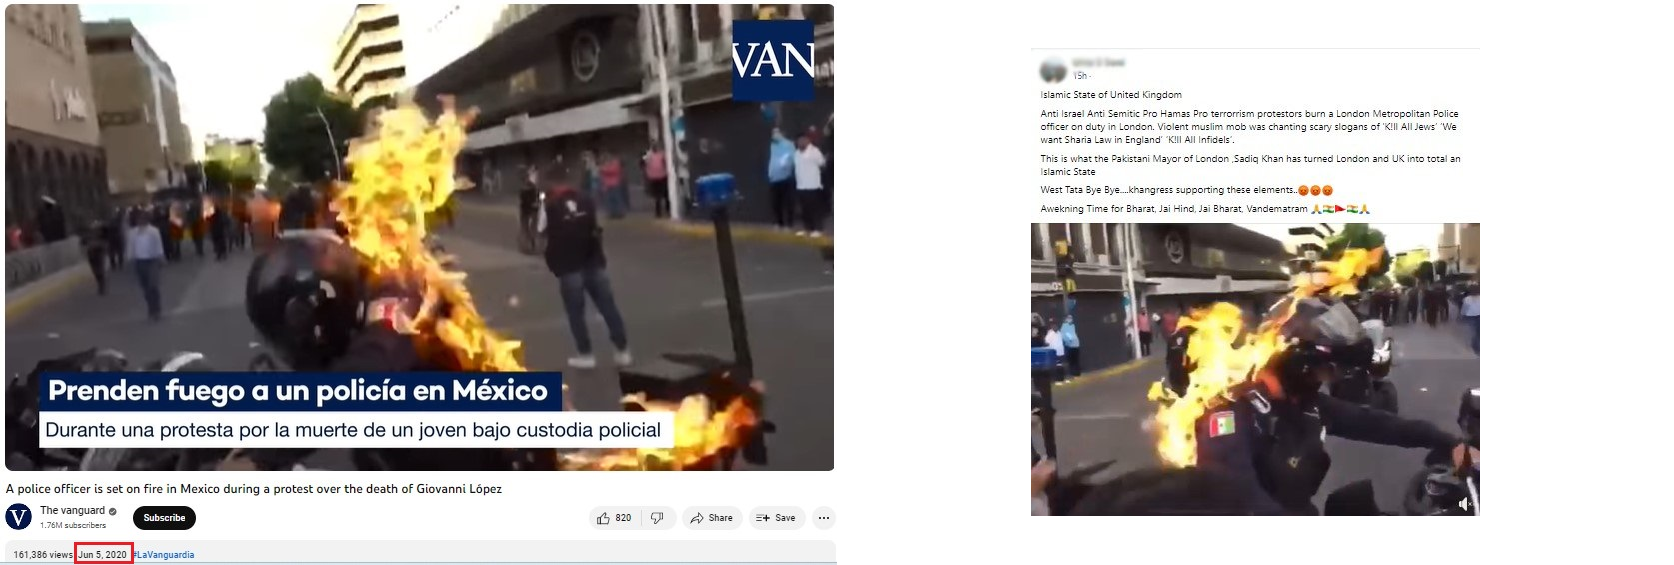 VAN
Prenden fuego a un policía en México
Durante una protesta por la muerte de un joven bajo custodia policial
A police officer is set on fire in Mexico during a protest over the death of Giovanni López
V
The vanguard
1.76M subscribers
Subscribe
820
Share
Save
161,386 views Jun 5, 2020 #LaVanguardia
15h ·
Islamic State of United Kingdom
Anti Israel Anti Semitic Pro Hamas Pro terrorrism protestors burn a London Metropolitan Police
officer on duty in London. Violent muslim mob was chanting scary slogans of 'K!ll All Jews' 'We
want Sharia Law in England' 'K!ll All Infidels'.
This is what the Pakistani Mayor of London ,Sadiq Khan has turned London and UK into total an
Islamic State
West Tata Bye Bye....khangress supporting these elements..😡😡😡
Awekning Time for Bharat, Jai Hind, Jai Bharat, Vandematram 🙏🇮🇳🚩🇮🇳🙏